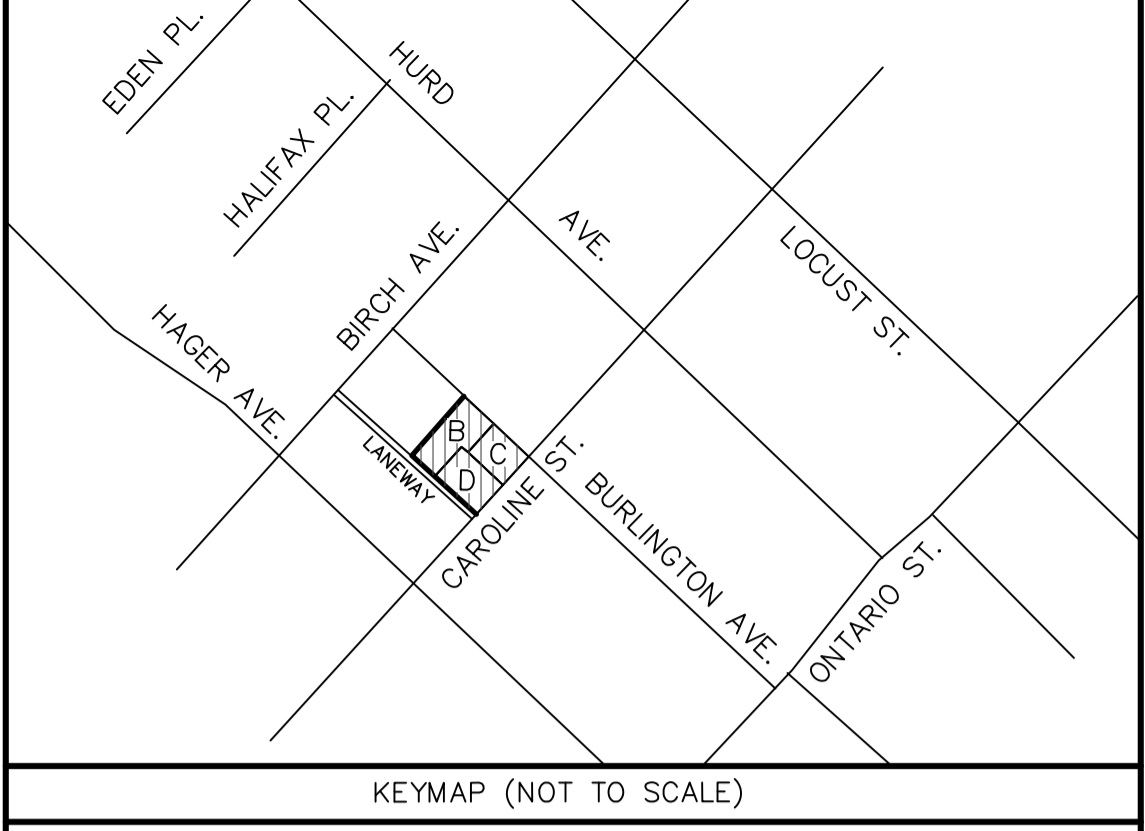 EDEN PL.
HURD AVE.
HALIFAX PL.
BIRCH AVE.
LOCUST ST.
HAGER AVE.
B
C
D
LANEWAY
CAROLINE ST.
BURLINGTON AVE.
ONTARIO ST.
KEYMAP (NOT TO SCALE)